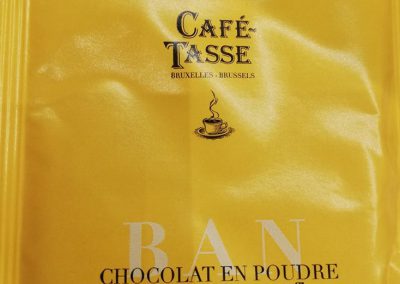 CAFÉ-
TASSE
BRUXELLES - BRUSSELS
BAN
CHOCOLAT EN POUDRE